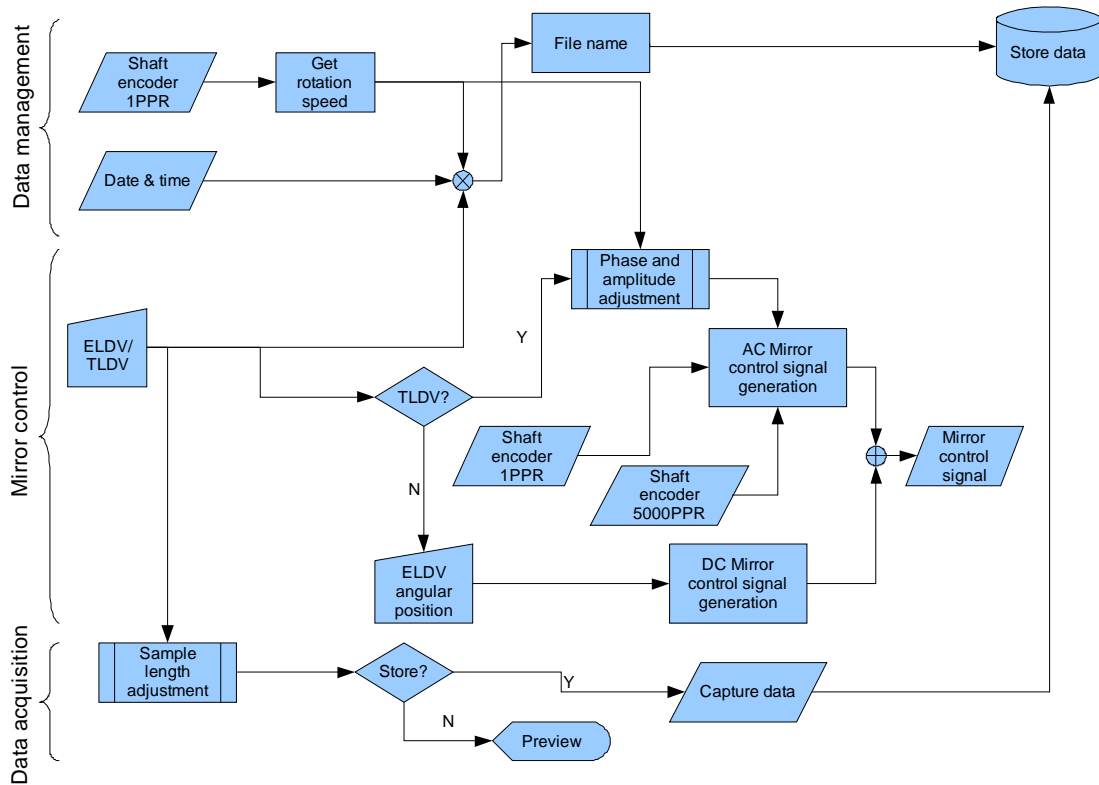 Data management
Shaft
encoder
1PPR
Get
rotation
speed
File name
Store data
Date & time
Mirror control
ELDV/
TLDV
TLDV?
Y
N
Phase and
amplitude
adjustment
AC Mirror
control signal
generation
Shaft
encoder
1PPR
Shaft
encoder
5000PPR
Mirror
control
signal
ELDV
angular
position
DC Mirror
control signal
generation
Data acquisition
Sample
length
adjustment
Store?
Y
N
Capture data
Preview